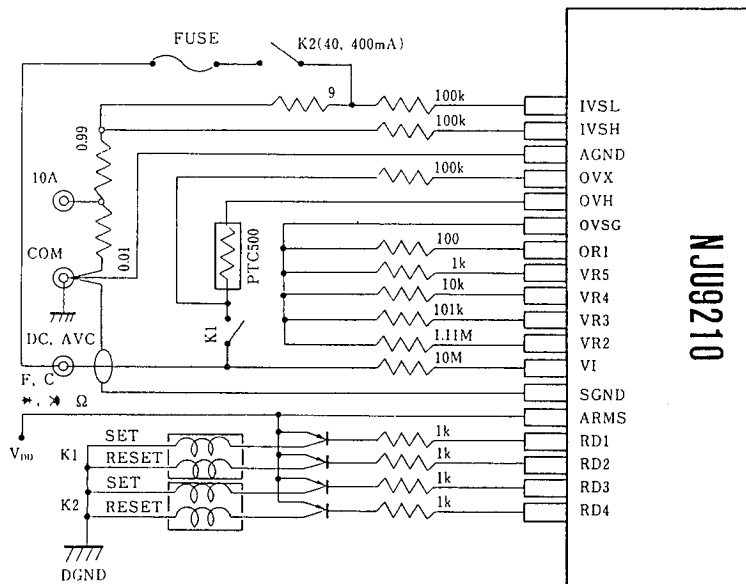 FUSE
K2(40, 400mA)
9
100k
IVSL
100k
IVSH
0.99
AGND
100k
OVX
10A
OVH
PTC500
OVSG
COM
0.01
100
OR1
1k
VR5
10k
VR4
K1
101k
VR3
DC, AVC
1.11M
VR2
10M
VI
F, C
SGND
Ω
ARMS
VDD
SET
1k
RD1
K1
RESET
1k
RD2
SET
1k
RD3
K2
RESET
1k
RD4
DGND
NJU9210